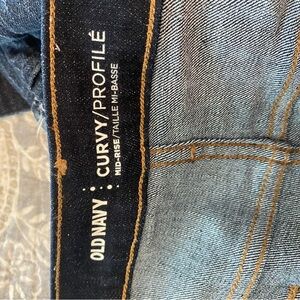 OLD NAVY : CURVY/PROFILÉ
MID-RISE/TAILLE MI-BASSE